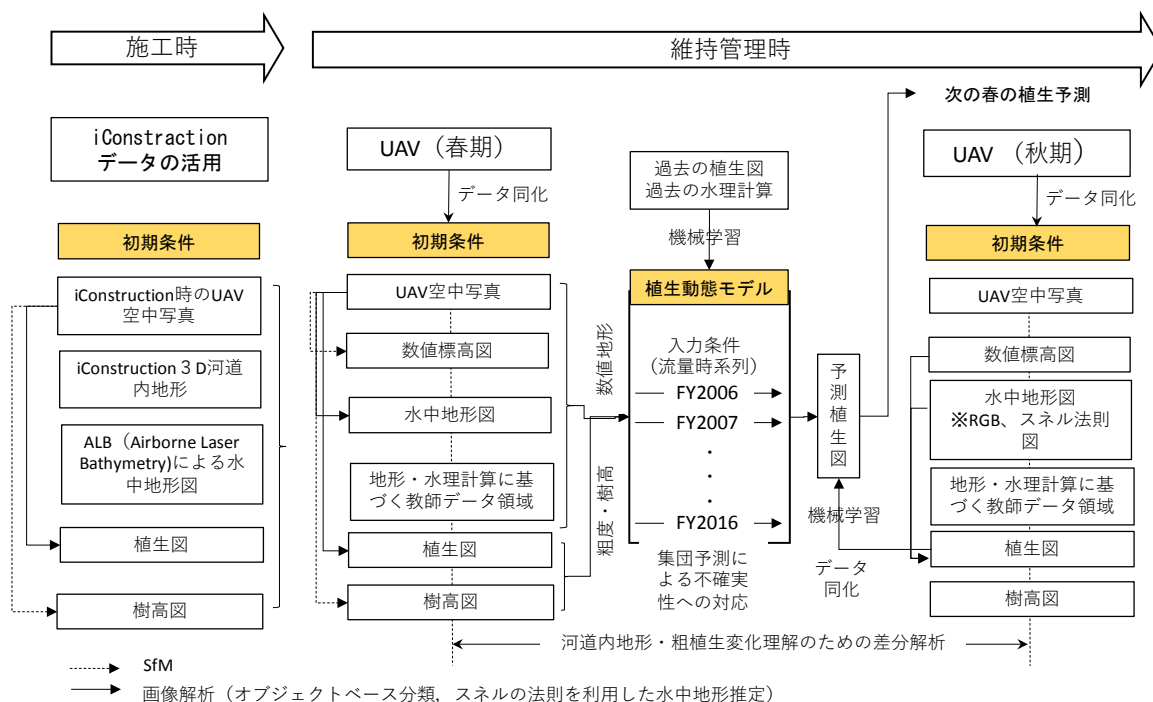 施工時
維持管理時
iConstraction
データの活用
初期条件
iConstruction時のUAV
空中写真
iConstruction３D河道
内地形
ALB（Airborne Laser
Bathymetry)による水
中地形図
植生図
樹高図
UAV（春期）
データ同化
初期条件
UAV空中写真
数値標高図
水中地形図
地形・水理計算に基
づく教師データ領域
植生図
樹高図
数値地形
粗度・樹高
過去の植生図
過去の水理計算
機械学習
植生動態モデル
入力条件
(流量時系列)
FY2006
FY2007
・
・
・
FY2016
集団予測に
よる不確実
性への対応
予測植生図
機械学習
データ
同化
次の春の植生予測
UAV（秋期）
データ同化
初期条件
UAV空中写真
数値標高図
水中地形図
※RGB、スネル法則
図
地形・水理計算に基
づく教師データ領域
植生図
樹高図
河道内地形・粗植生変化理解のための差分解析
SfM
画像解析（オブジェクトベース分類，スネルの法則を利用した水中地形推定）